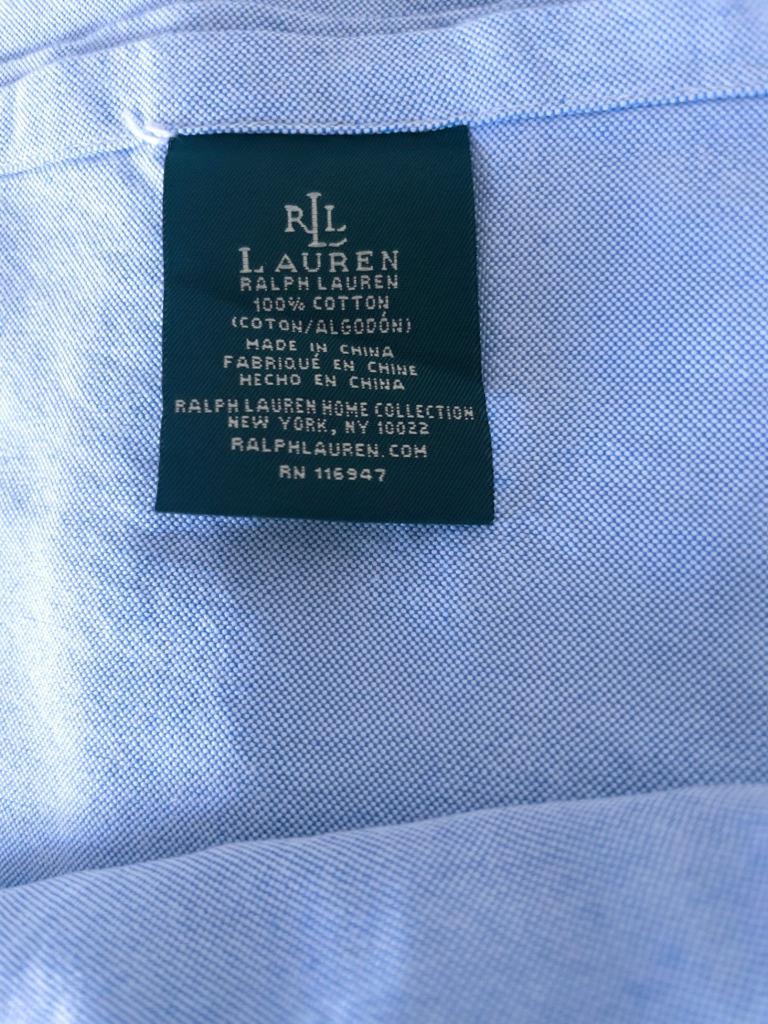 RLL
LAUREN
RALPH LAUREN
100% COTTON
(COTON/ALGODÓN)
MADE IN CHINA
FABRIQUÉ EN CHINE
HECHO EN CHINA
RALPH LAUREN HOME COLLECTION
NEW YORK, NY 10022
RALPHLAUREN.COM
RN 116947